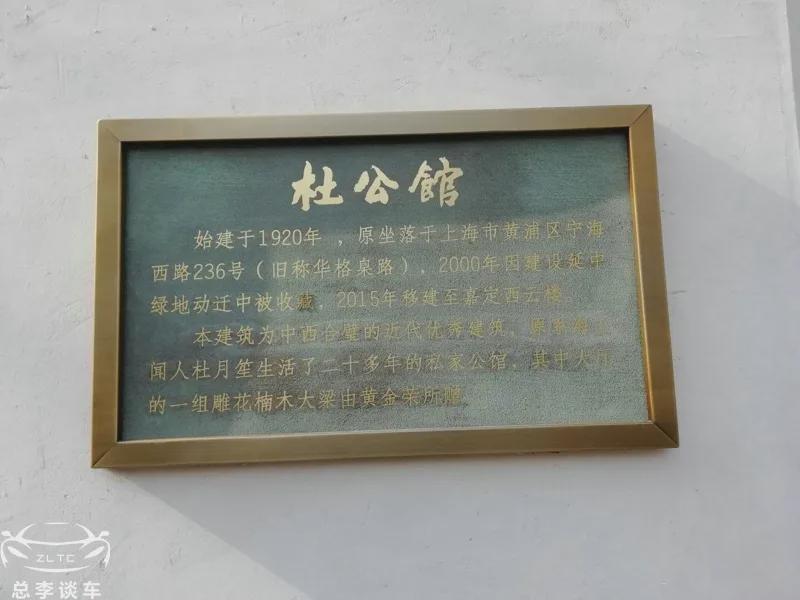 杜公館
始建于1920年，原坐落于上海市黄浦区宁海
西路236号（旧称华格臬路），2000年因建设延中
绿地动迁中被收藏，2015年移建至嘉定西云楼。
本建筑为中西合璧的近代优秀建筑，原为海上
闻人杜月笙生活了二十多年的私家公馆，其中大厅
的一组雕花楠木大梁由黄金荣所赠
ZLTC
总李谈车